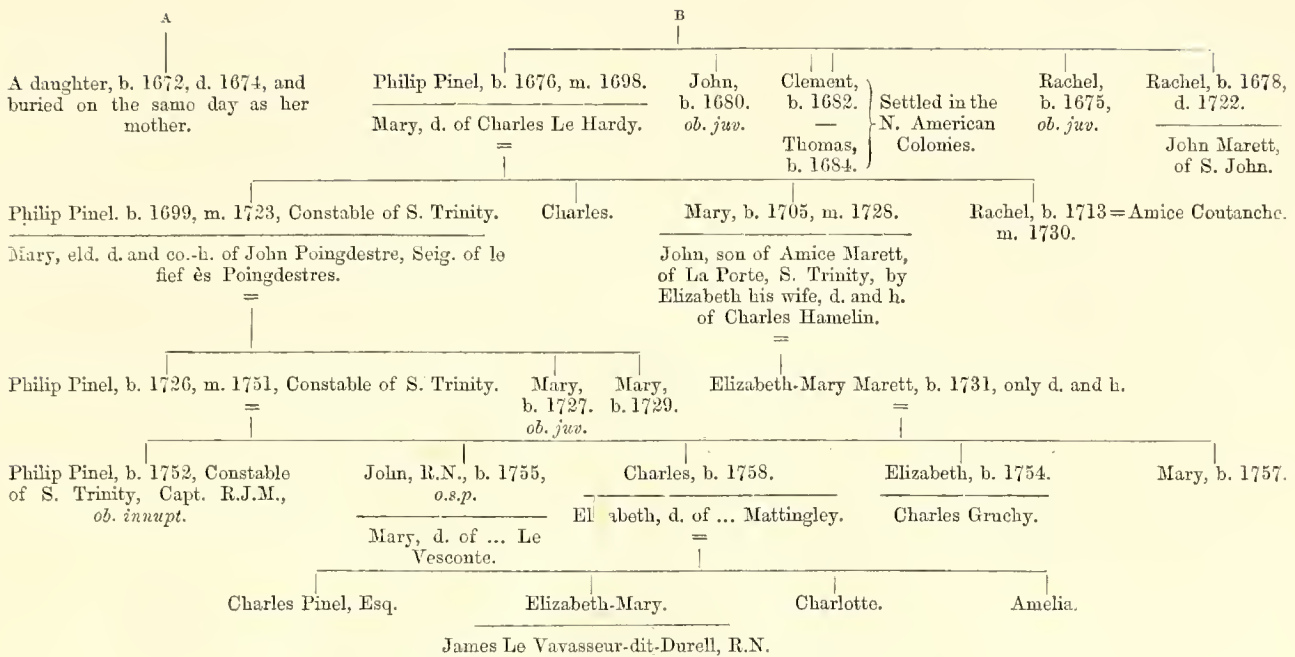 A
B
A daughter, b. 1672, d. 1674, and
buried on the same day as her
mother.
Philip Pinel, b. 1676, m. 1698.
Mary, d. of Charles Le Hardy.
=
John,
b. 1680.
ob. juv.
Clement,
b. 1682.
—
Thomas,
b. 1684.
Settled in the
N. American
Colonies.
Rachel,
b. 1675,
ob. juv.
Rachel, b. 1678,
d. 1722.
John Marett,
of S. John.
Philip Pinel. b. 1699, m. 1723, Constable of S. Trinity.
Mary, eld. d. and co.-h. of John Poingdestre, Seig. of le
fief ès Poingdestres.
=
Charles.
Mary, b. 1705, m. 1728.
John, son of Amice Marett,
of La Porte, S. Trinity, by
Elizabeth his wife, d. and h.
of Charles Hamelin.
=
Rachel, b. 1713 = Amice Coutanche.
m. 1730.
Philip Pinel, b. 1726, m. 1751, Constable of S. Trinity.
=
Mary,
b. 1727.
ob. juv.
Mary,
b. 1729.
Elizabeth-Mary Marett, b. 1731, only d. and h.
=
Philip Pinel, b. 1752, Constable
of S. Trinity, Capt. R.J.M.,
ob. innupt.
John, R.N., b. 1755,
o.s.p.
Mary, d. of ... Le
Vesconte.
Charles, b. 1758.
El abeth, d. of ... Mattingley.
=
Elizabeth, b. 1754.
Charles Gruchy.
Mary, b. 1757.
Charles Pinel, Esq.
Elizabeth-Mary.
James Le Vavasseur-dit-Durell, R.N.
Charlotte.
Amelia.